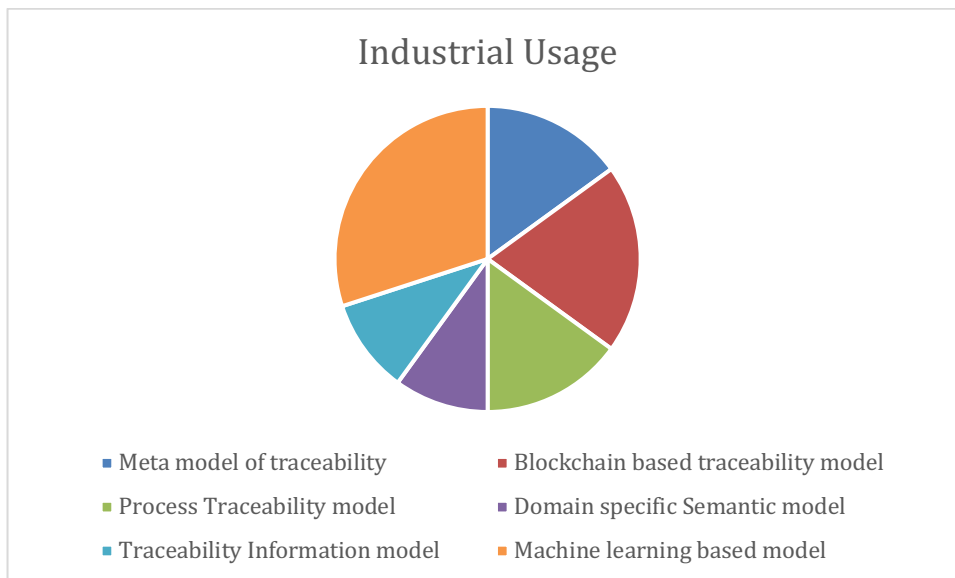 Industrial Usage
Meta model of traceability
Blockchain based traceability model
Process Traceability model
Domain specific Semantic model
Traceability Information model
Machine learning based model